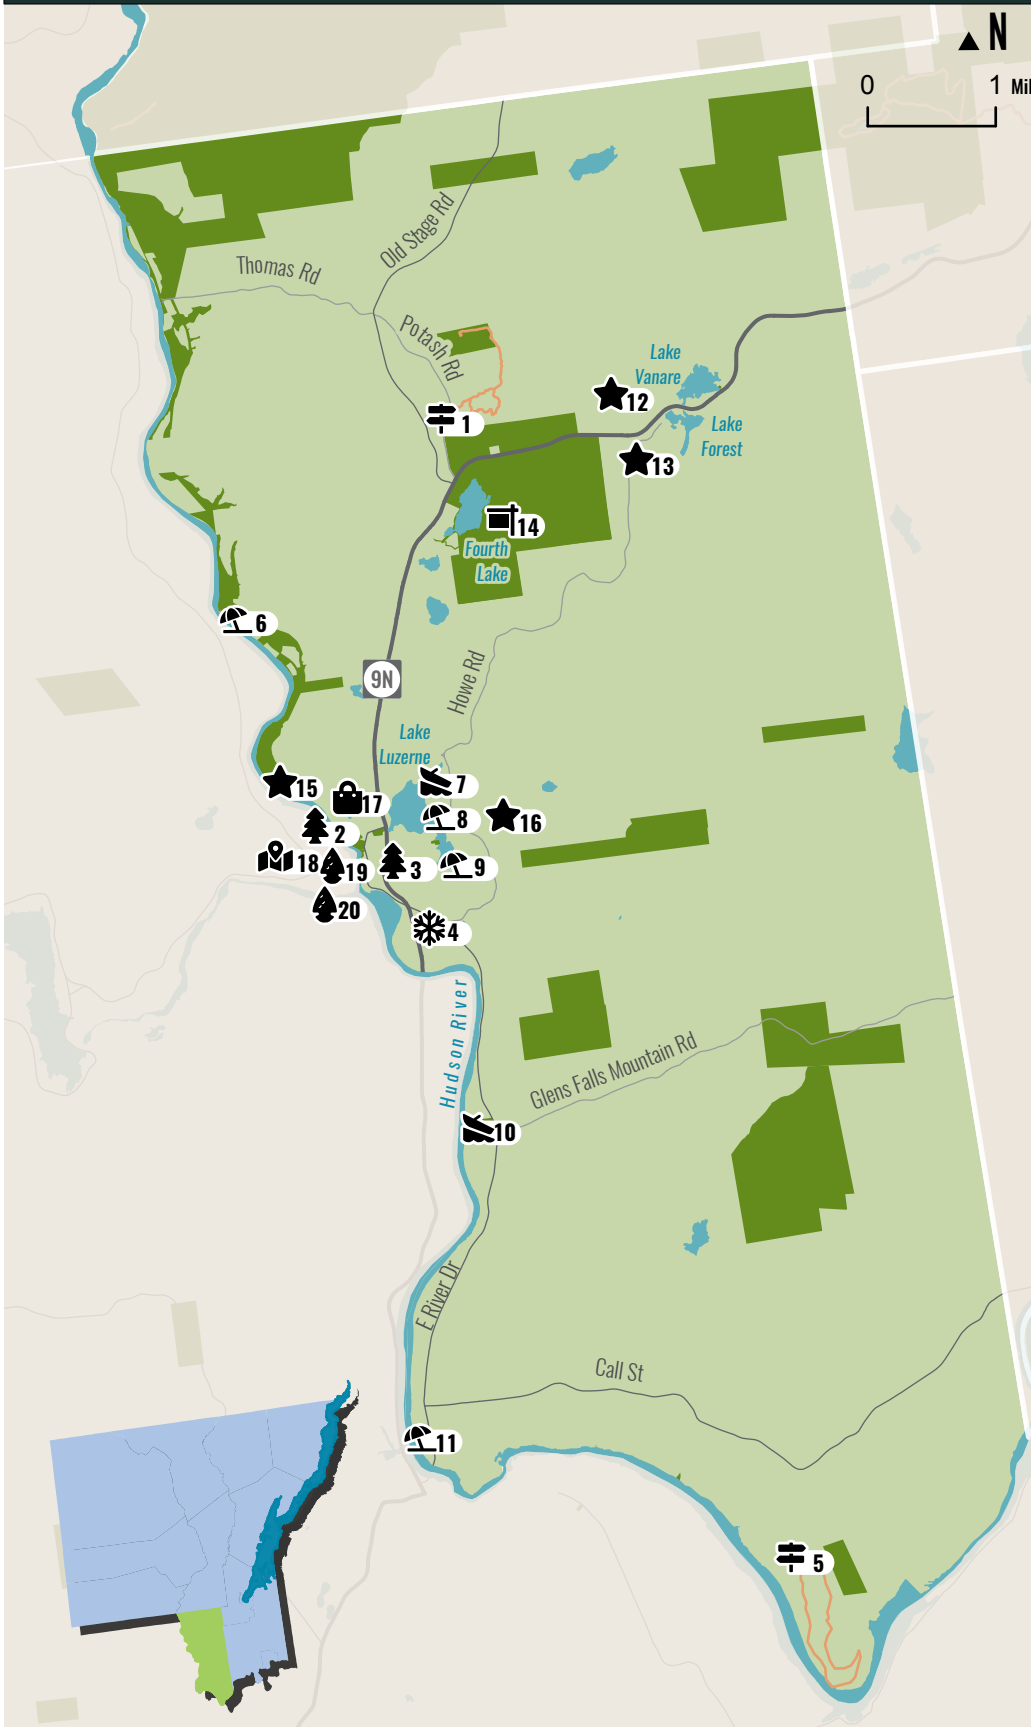 N
0 1 Mil
Old Stage Rd
Thomas Rd
Potash Rd
Lake
Vanare
12
1
Lake
Forest
13
14
Fourth
Lake
6
9N
Howe Rd
Lake
Luzerne
7
15
17
8
16
2
18
19
3
9
20
4
Hudson River
Glens Falls Mountain Rd
10
E River Dr
Call St
11
5